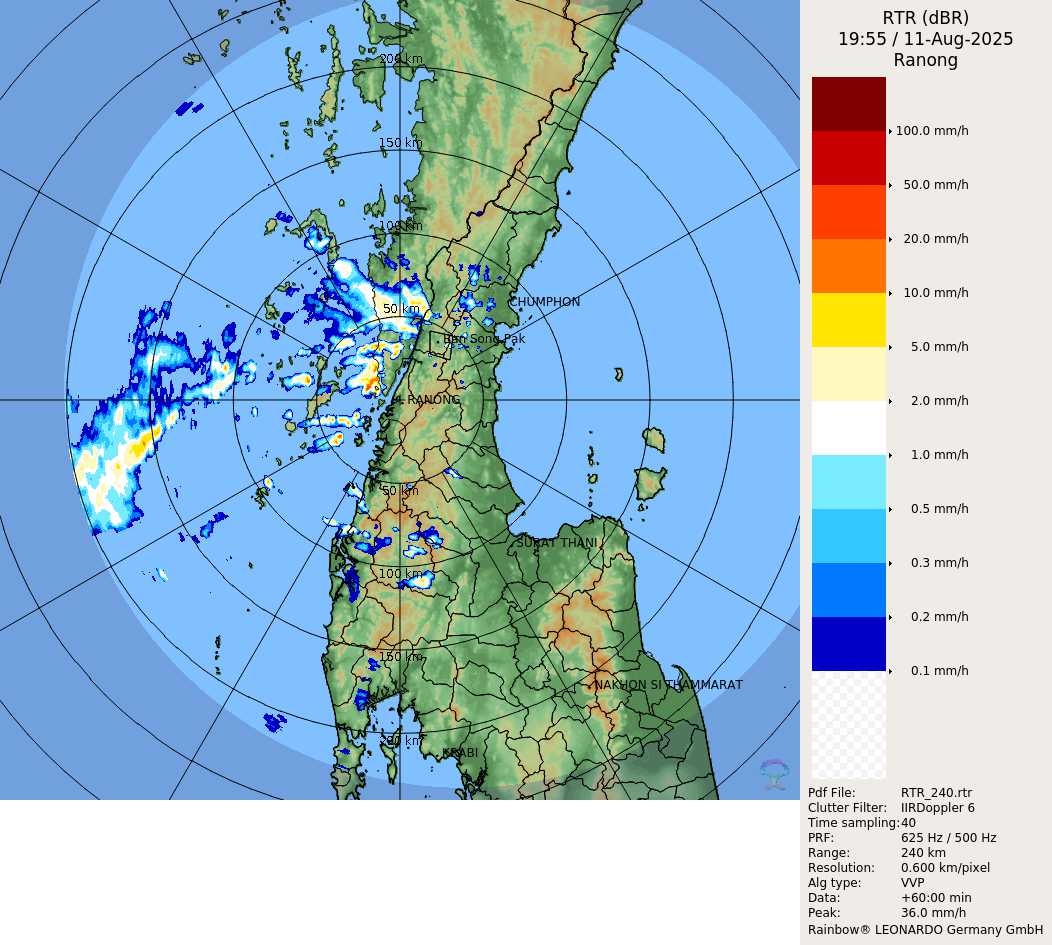 RTR (dBR)
19:55 / 11-Aug-2025
Ranong
200 km
150 km
100 km
50 km
CHUMPHON
Ban Song Pak
RANONG
50 km
SURAT THANI
100 km
150 km
NAKHON SI THAMMARAT
200 km
KRABI
100.0 mm/h
50.0 mm/h
20.0 mm/h
10.0 mm/h
5.0 mm/h
2.0 mm/h
1.0 mm/h
0.5 mm/h
0.3 mm/h
0.2 mm/h
0.1 mm/h
Pdf File: RTR_240.rtr
Clutter Filter: IIRDoppler 6
Time sampling:40
PRF: 625 Hz / 500 Hz
Range: 240 km
Resolution: 0.600 km/pixel
Alg type: VVP
Data: +60:00 min
Peak: 36.0 mm/h
Rainbow® LEONARDO Germany GmbH